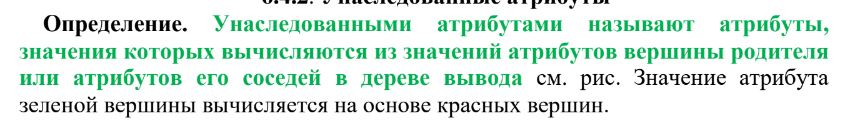 6.4.2. Унаследованные атрибуты
Определение. Унаследованными атрибутами называют атрибуты,
значения которых вычисляются из значений атрибутов вершины родителя
или атрибутов его соседей в дереве вывода см. рис. Значение атрибута
зеленой вершины вычисляется на основе красных вершин.